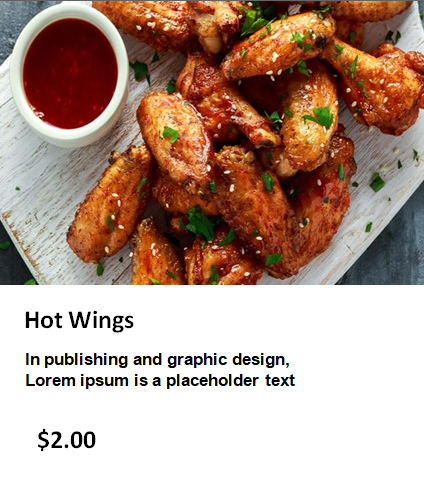 Hot Wings
In publishing and graphic design,
Lorem ipsum is a placeholder text
$2.00